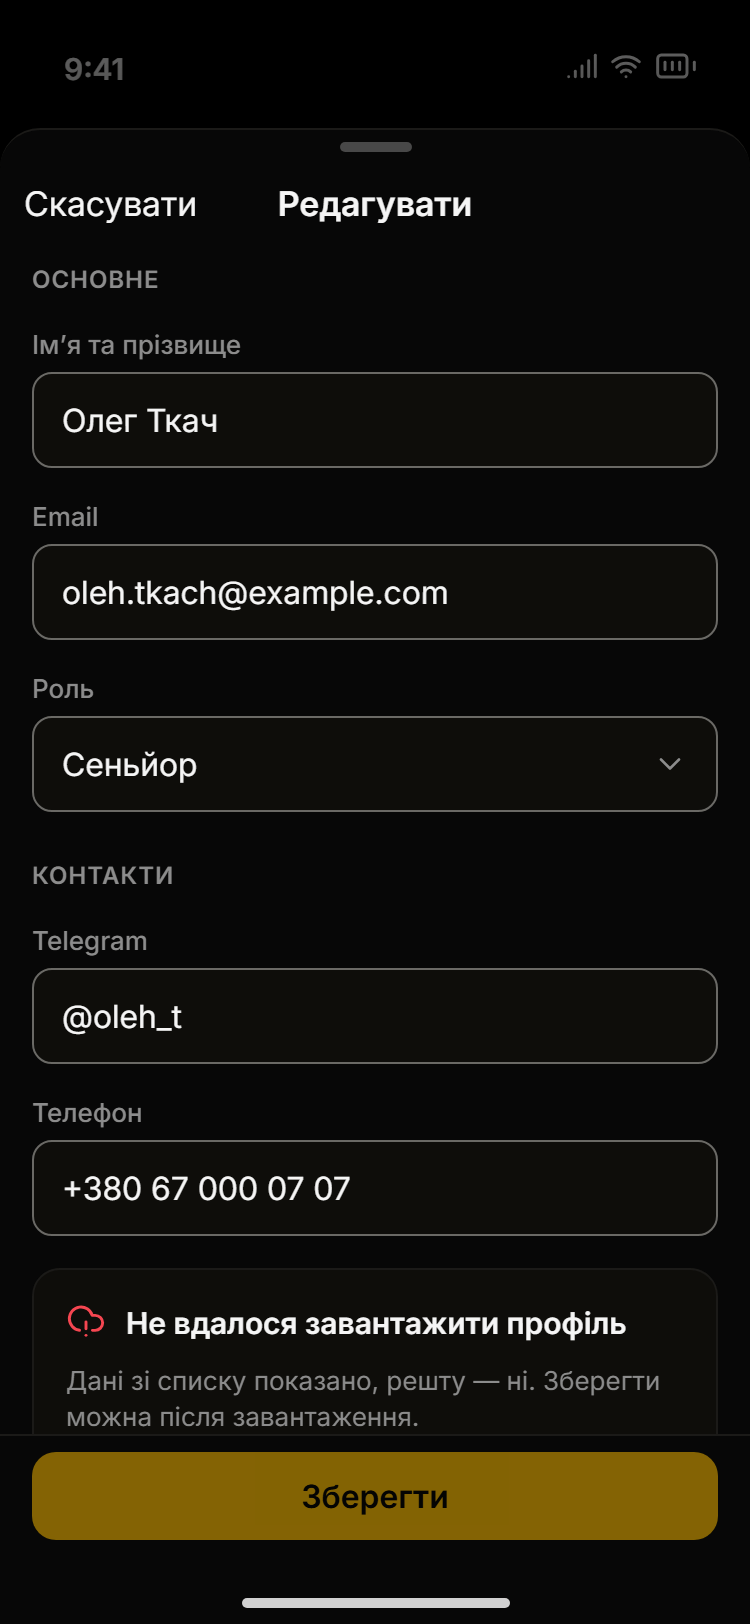 9:41
Скасувати
Редагувати
ОСНОВНЕ
Ім’я та прізвище
Олег Ткач
Email
oleh.tkach@example.com
Роль
Сеньйор
КОНТАКТИ
Telegram
@oleh_t
Телефон
+380 67 000 07 07
Не вдалося завантажити профіль
Дані зі списку показано, решту — ні. Зберегти
можна після завантаження.
Зберегти